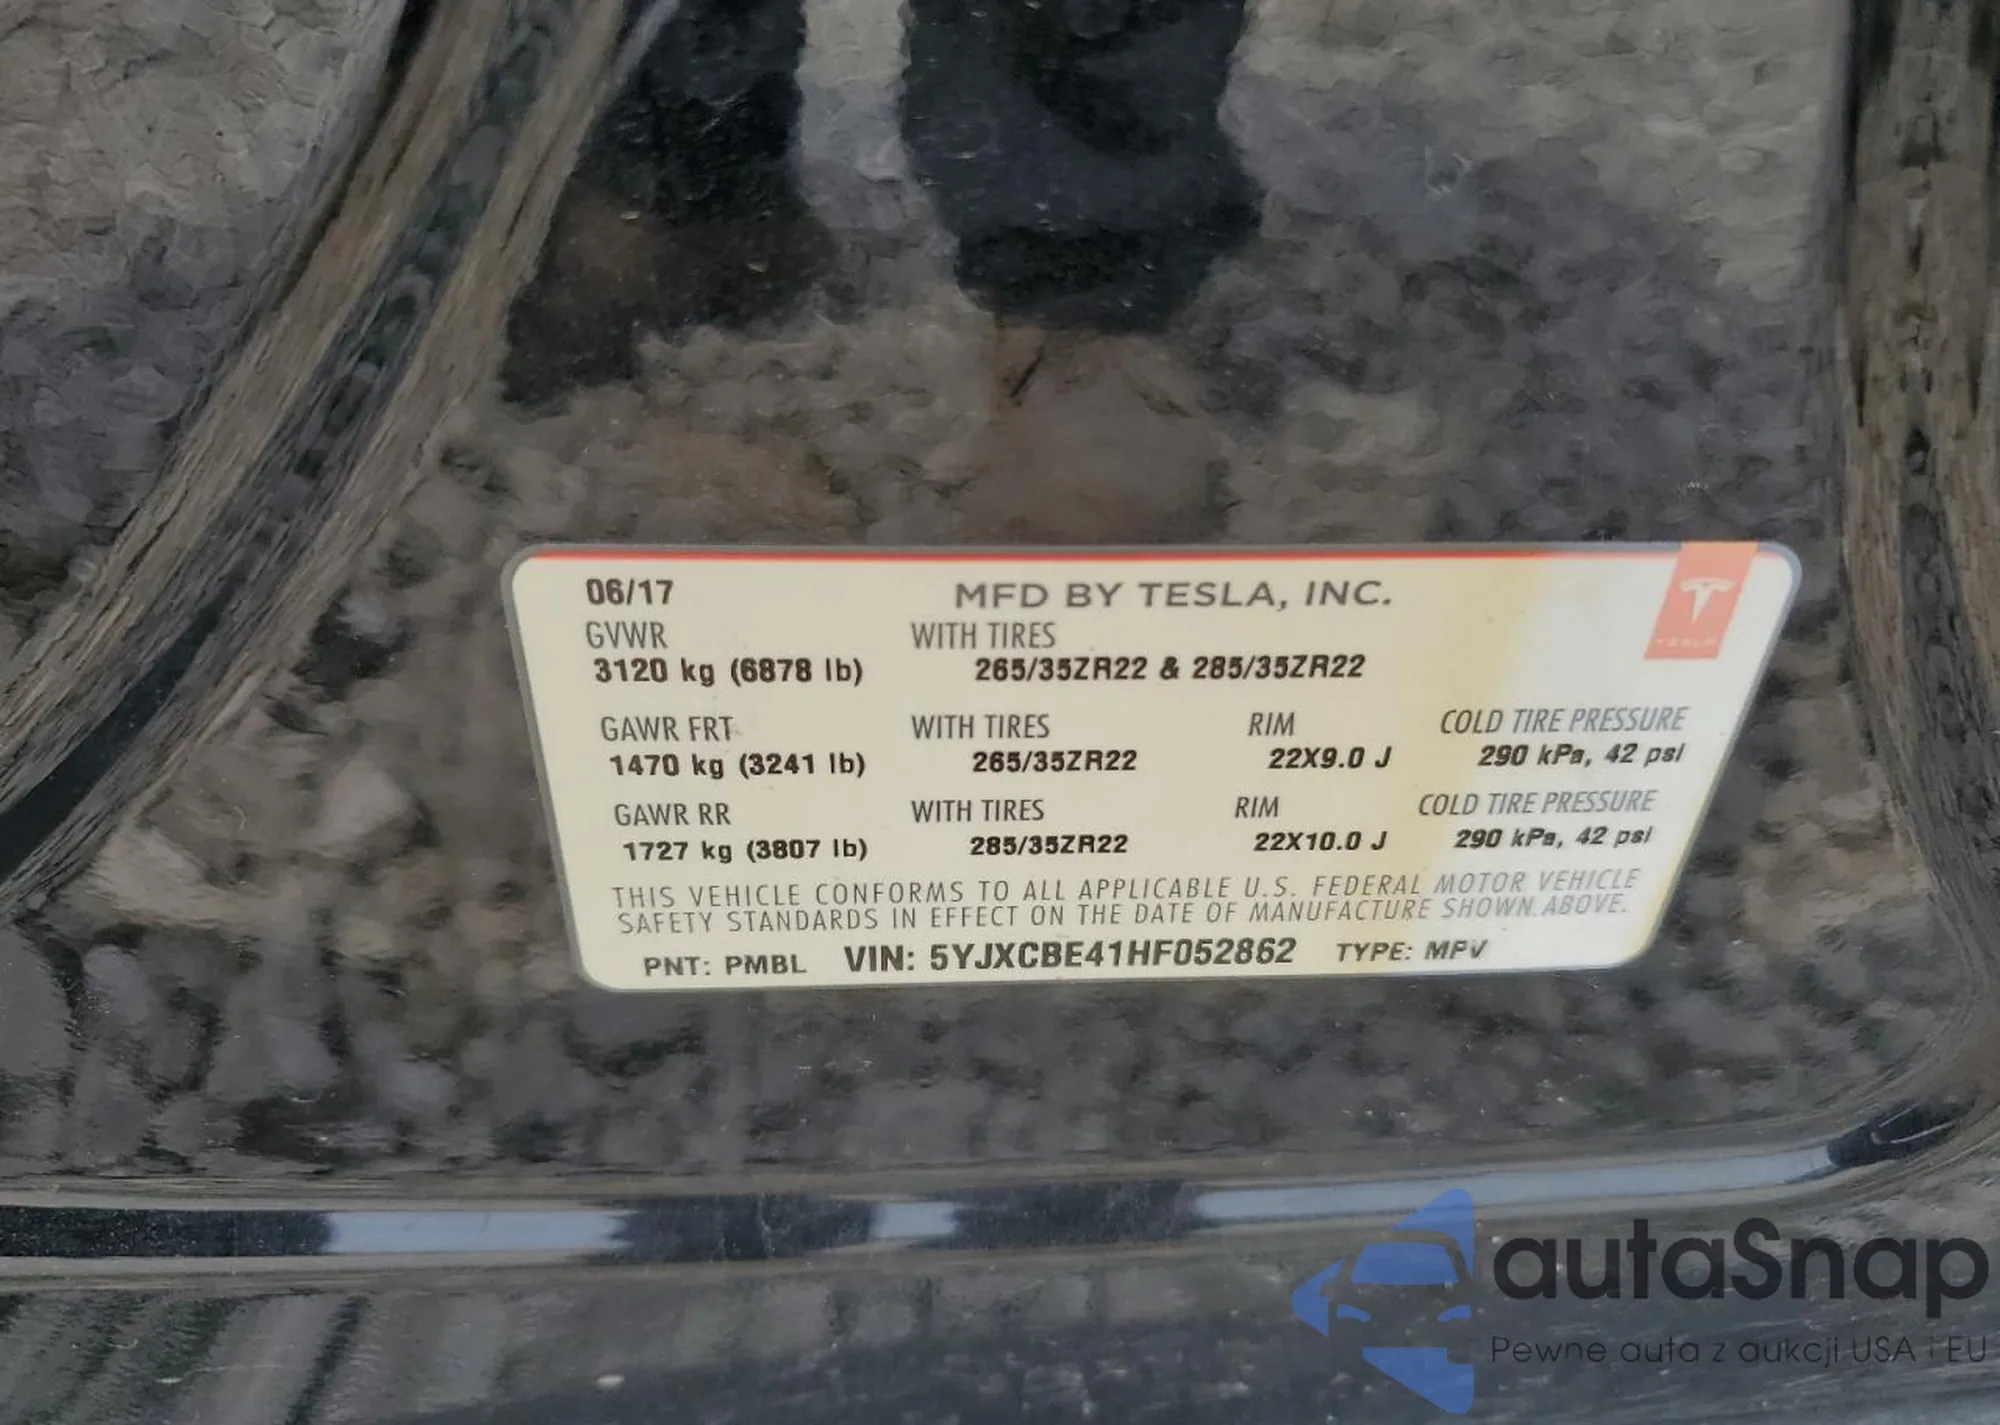 06/17 MFD BY TESLA, INC.
GVWR WITH TIRES
3120 kg (6878 lb) 265/35ZR22 & 285/35ZR22
GAWR FRT WITH TIRES RIM COLD TIRE PRESSURE
1470 kg (3241 lb) 265/35ZR22 22X9.0 J 290 kPa, 42 psi
GAWR RR WITH TIRES RIM COLD TIRE PRESSURE
1727 kg (3807 lb) 285/35ZR22 22X10.0 J 290 kPa, 42 psi
THIS VEHICLE CONFORMS TO ALL APPLICABLE U.S. FEDERAL MOTOR VEHICLE
SAFETY STANDARDS IN EFFECT ON THE DATE OF MANUFACTURE SHOWN ABOVE.
PNT: PMBL VIN: 5YJXCBE41HF052862 TYPE: MPV
TESLA
autaSnap
Pewne auta z aukcji USA i EU